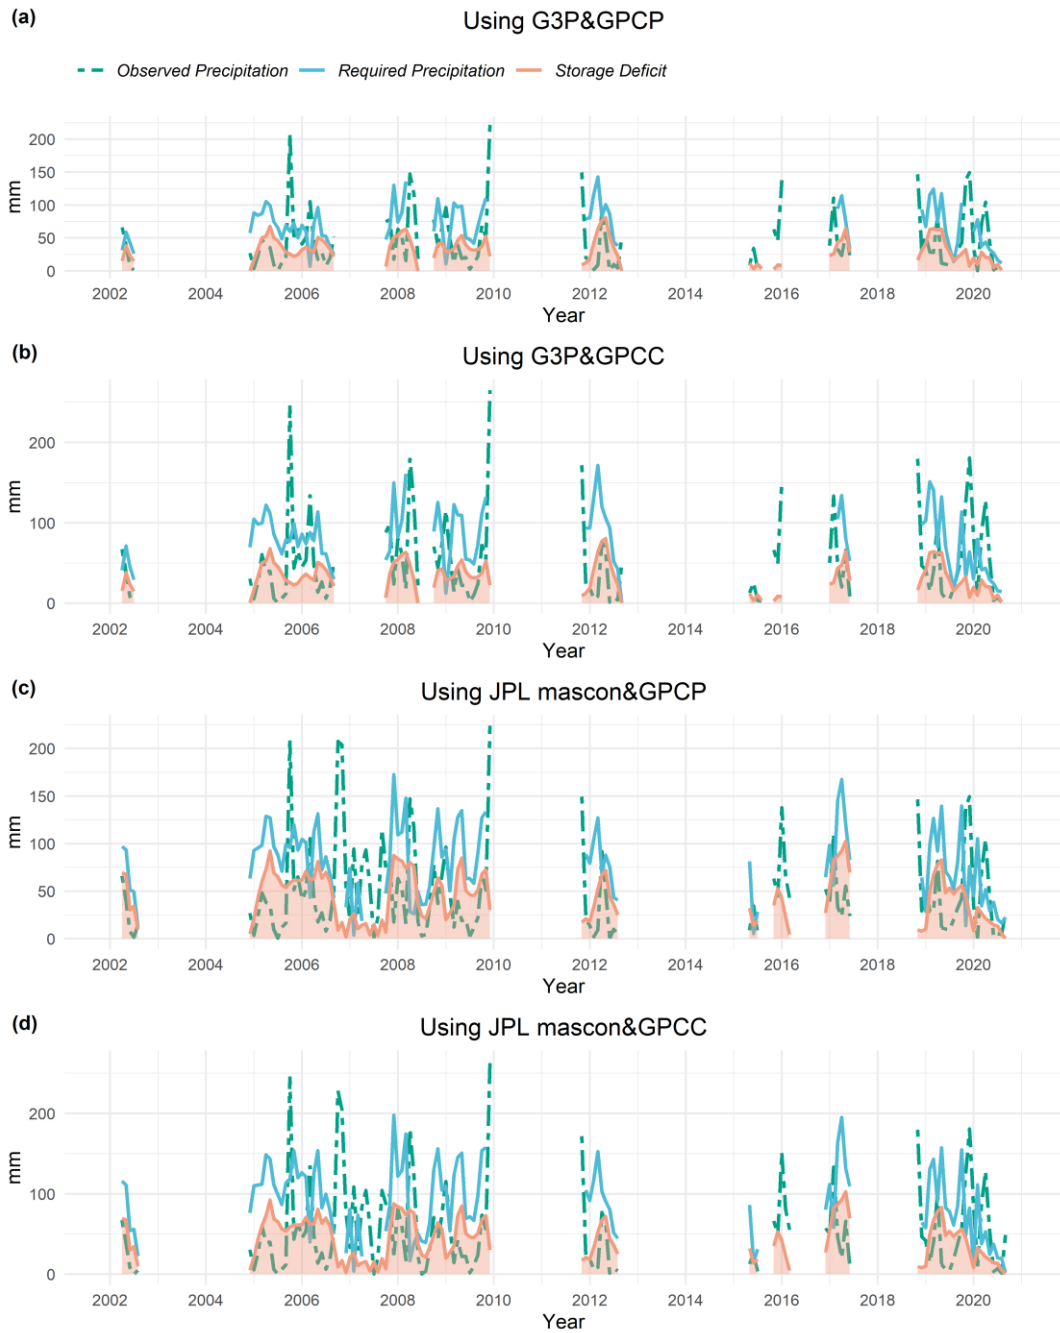 (a)
Using G3P&GPCP
Observed Precipitation Required Precipitation Storage Deficit
mm
200
150
100
50
0
2002 2004 2006 2008 2010 2012 2014 2016 2018 2020
Year
(b)
Using G3P&GPCC
mm
200
100
0
2002 2004 2006 2008 2010 2012 2014 2016 2018 2020
Year
(c)
Using JPL mascon&GPCP
mm
200
150
100
50
0
2002 2004 2006 2008 2010 2012 2014 2016 2018 2020
Year
(d)
Using JPL mascon&GPCC
mm
200
100
0
2002 2004 2006 2008 2010 2012 2014 2016 2018 2020
Year